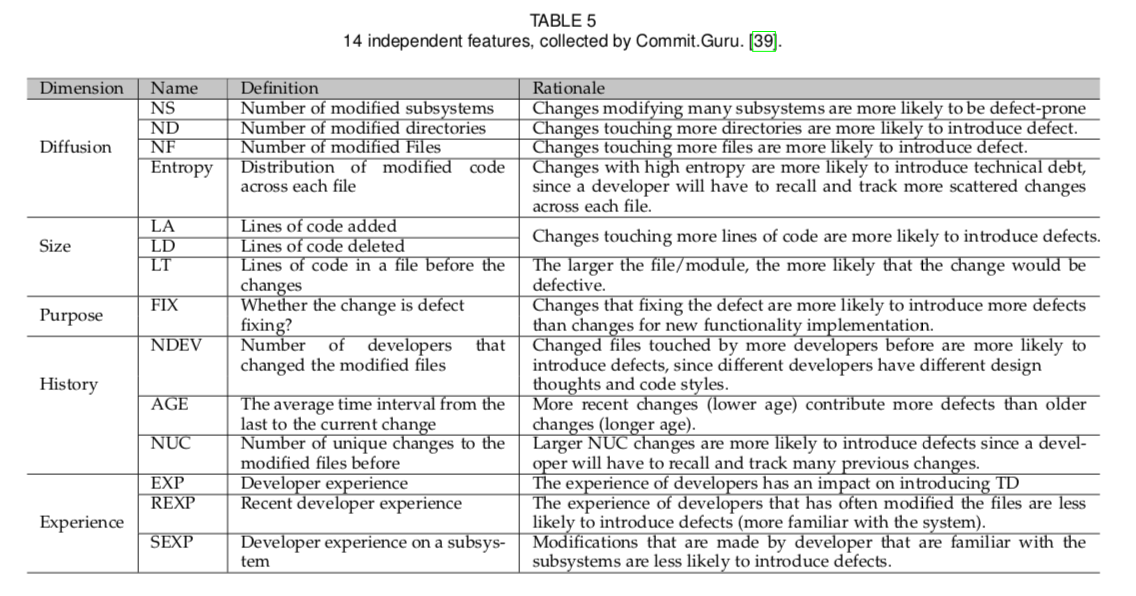 TABLE 5
14 independent features, collected by Commit.Guru. [39].
Dimension Name Definition Rationale
Diffusion
NS Number of modified subsystems Changes modifying many subsystems are more likely to be defect-prone
ND Number of modified directories Changes touching more directories are more likely to introduce defect.
NF Number of modified Files Changes touching more files are more likely to introduce defect.
Entropy Distribution of modified code
across each file
Changes with high entropy are more likely to introduce technical debt,
since a developer will have to recall and track more scattered changes
across each file.
Size
LA Lines of code added
LD Lines of code deleted
Changes touching more lines of code are more likely to introduce defects.
LT Lines of code in a file before the
changes
The larger the file/module, the more likely that the change would be
defective.
Purpose
FIX Whether the change is defect
fixing?
Changes that fixing the defect are more likely to introduce more defects
than changes for new functionality implementation.
History
NDEV Number of developers that
changed the modified files
Changed files touched by more developers before are more likely to
introduce defects, since different developers have different design
thoughts and code styles.
AGE The average time interval from the
last to the current change
More recent changes (lower age) contribute more defects than older
changes (longer age).
NUC Number of unique changes to the
modified files before
Larger NUC changes are more likely to introduce defects since a devel-
oper will have to recall and track many previous changes.
Experience
EXP Developer experience The experience of developers has an impact on introducing TD
REXP Recent developer experience The experience of developers that has often modified the files are less
likely to introduce defects (more familiar with the system).
SEXP Developer experience on a subsys-
tem
Modifications that are made by developer that are familiar with the
subsystems are less likely to introduce defects.